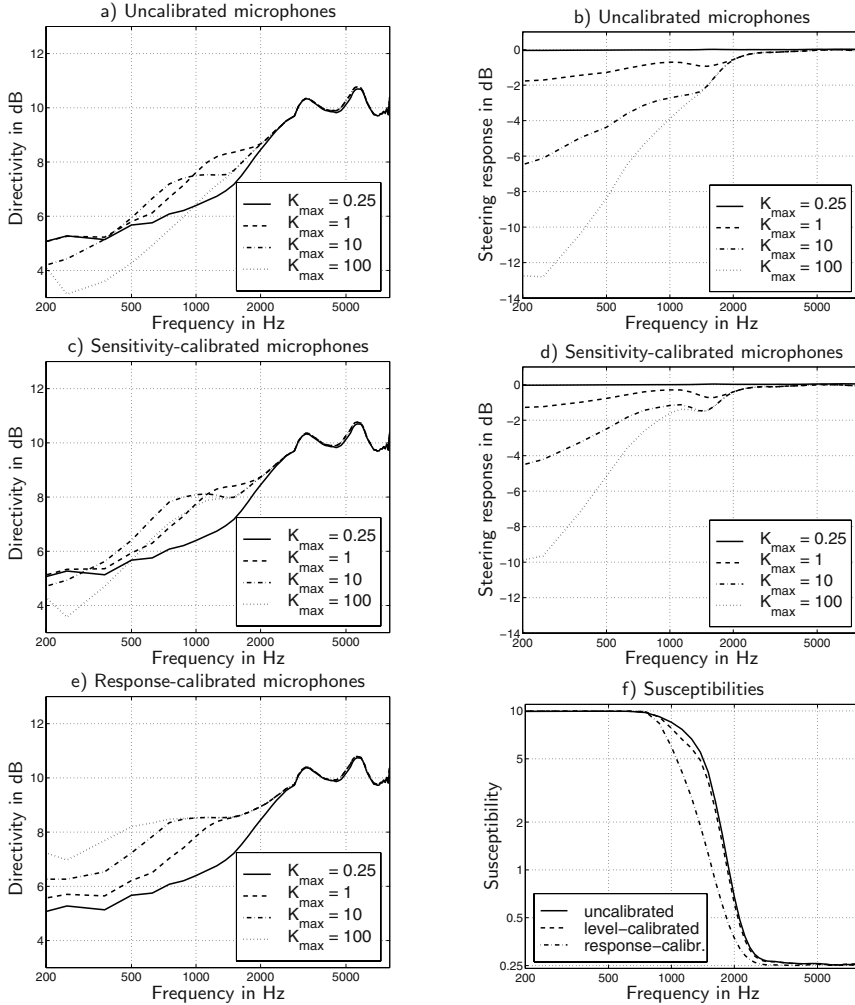 a) Uncalibrated microphones
12
10
8
6
4
200
500
1000
2000
5000
Directivity in dB
Frequency in Hz
K_max = 0.25
K_max = 1
K_max = 10
K_max = 100
b) Uncalibrated microphones
0
−2
−4
−6
−8
−10
−12
−14
200
500
1000
2000
5000
Steering response in dB
Frequency in Hz
K_max = 0.25
K_max = 1
K_max = 10
K_max = 100
c) Sensitivity-calibrated microphones
12
10
8
6
4
200
500
1000
2000
5000
Directivity in dB
Frequency in Hz
K_max = 0.25
K_max = 1
K_max = 10
K_max = 100
d) Sensitivity-calibrated microphones
0
−2
−4
−6
−8
−10
−12
−14
200
500
1000
2000
5000
Steering response in dB
Frequency in Hz
K_max = 0.25
K_max = 1
K_max = 10
K_max = 100
e) Response-calibrated microphones
12
10
8
6
4
200
500
1000
2000
5000
Directivity in dB
Frequency in Hz
K_max = 0.25
K_max = 1
K_max = 10
K_max = 100
f) Susceptibilities
10
5
2
1
0.5
0.25
200
500
1000
2000
5000
Susceptibility
Frequency in Hz
uncalibrated
level−calibrated
response−calibr.